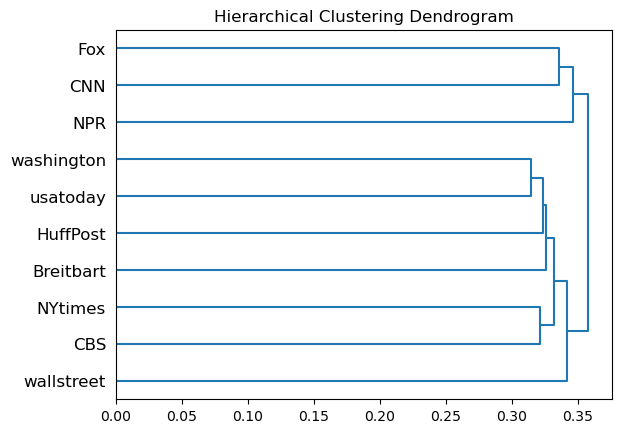 Hierarchical Clustering Dendrogram
Fox
CNN
NPR
washington
usatoday
HuffPost
Breitbart
NYtimes
CBS
wallstreet
0.00 0.05 0.10 0.15 0.20 0.25 0.30 0.35